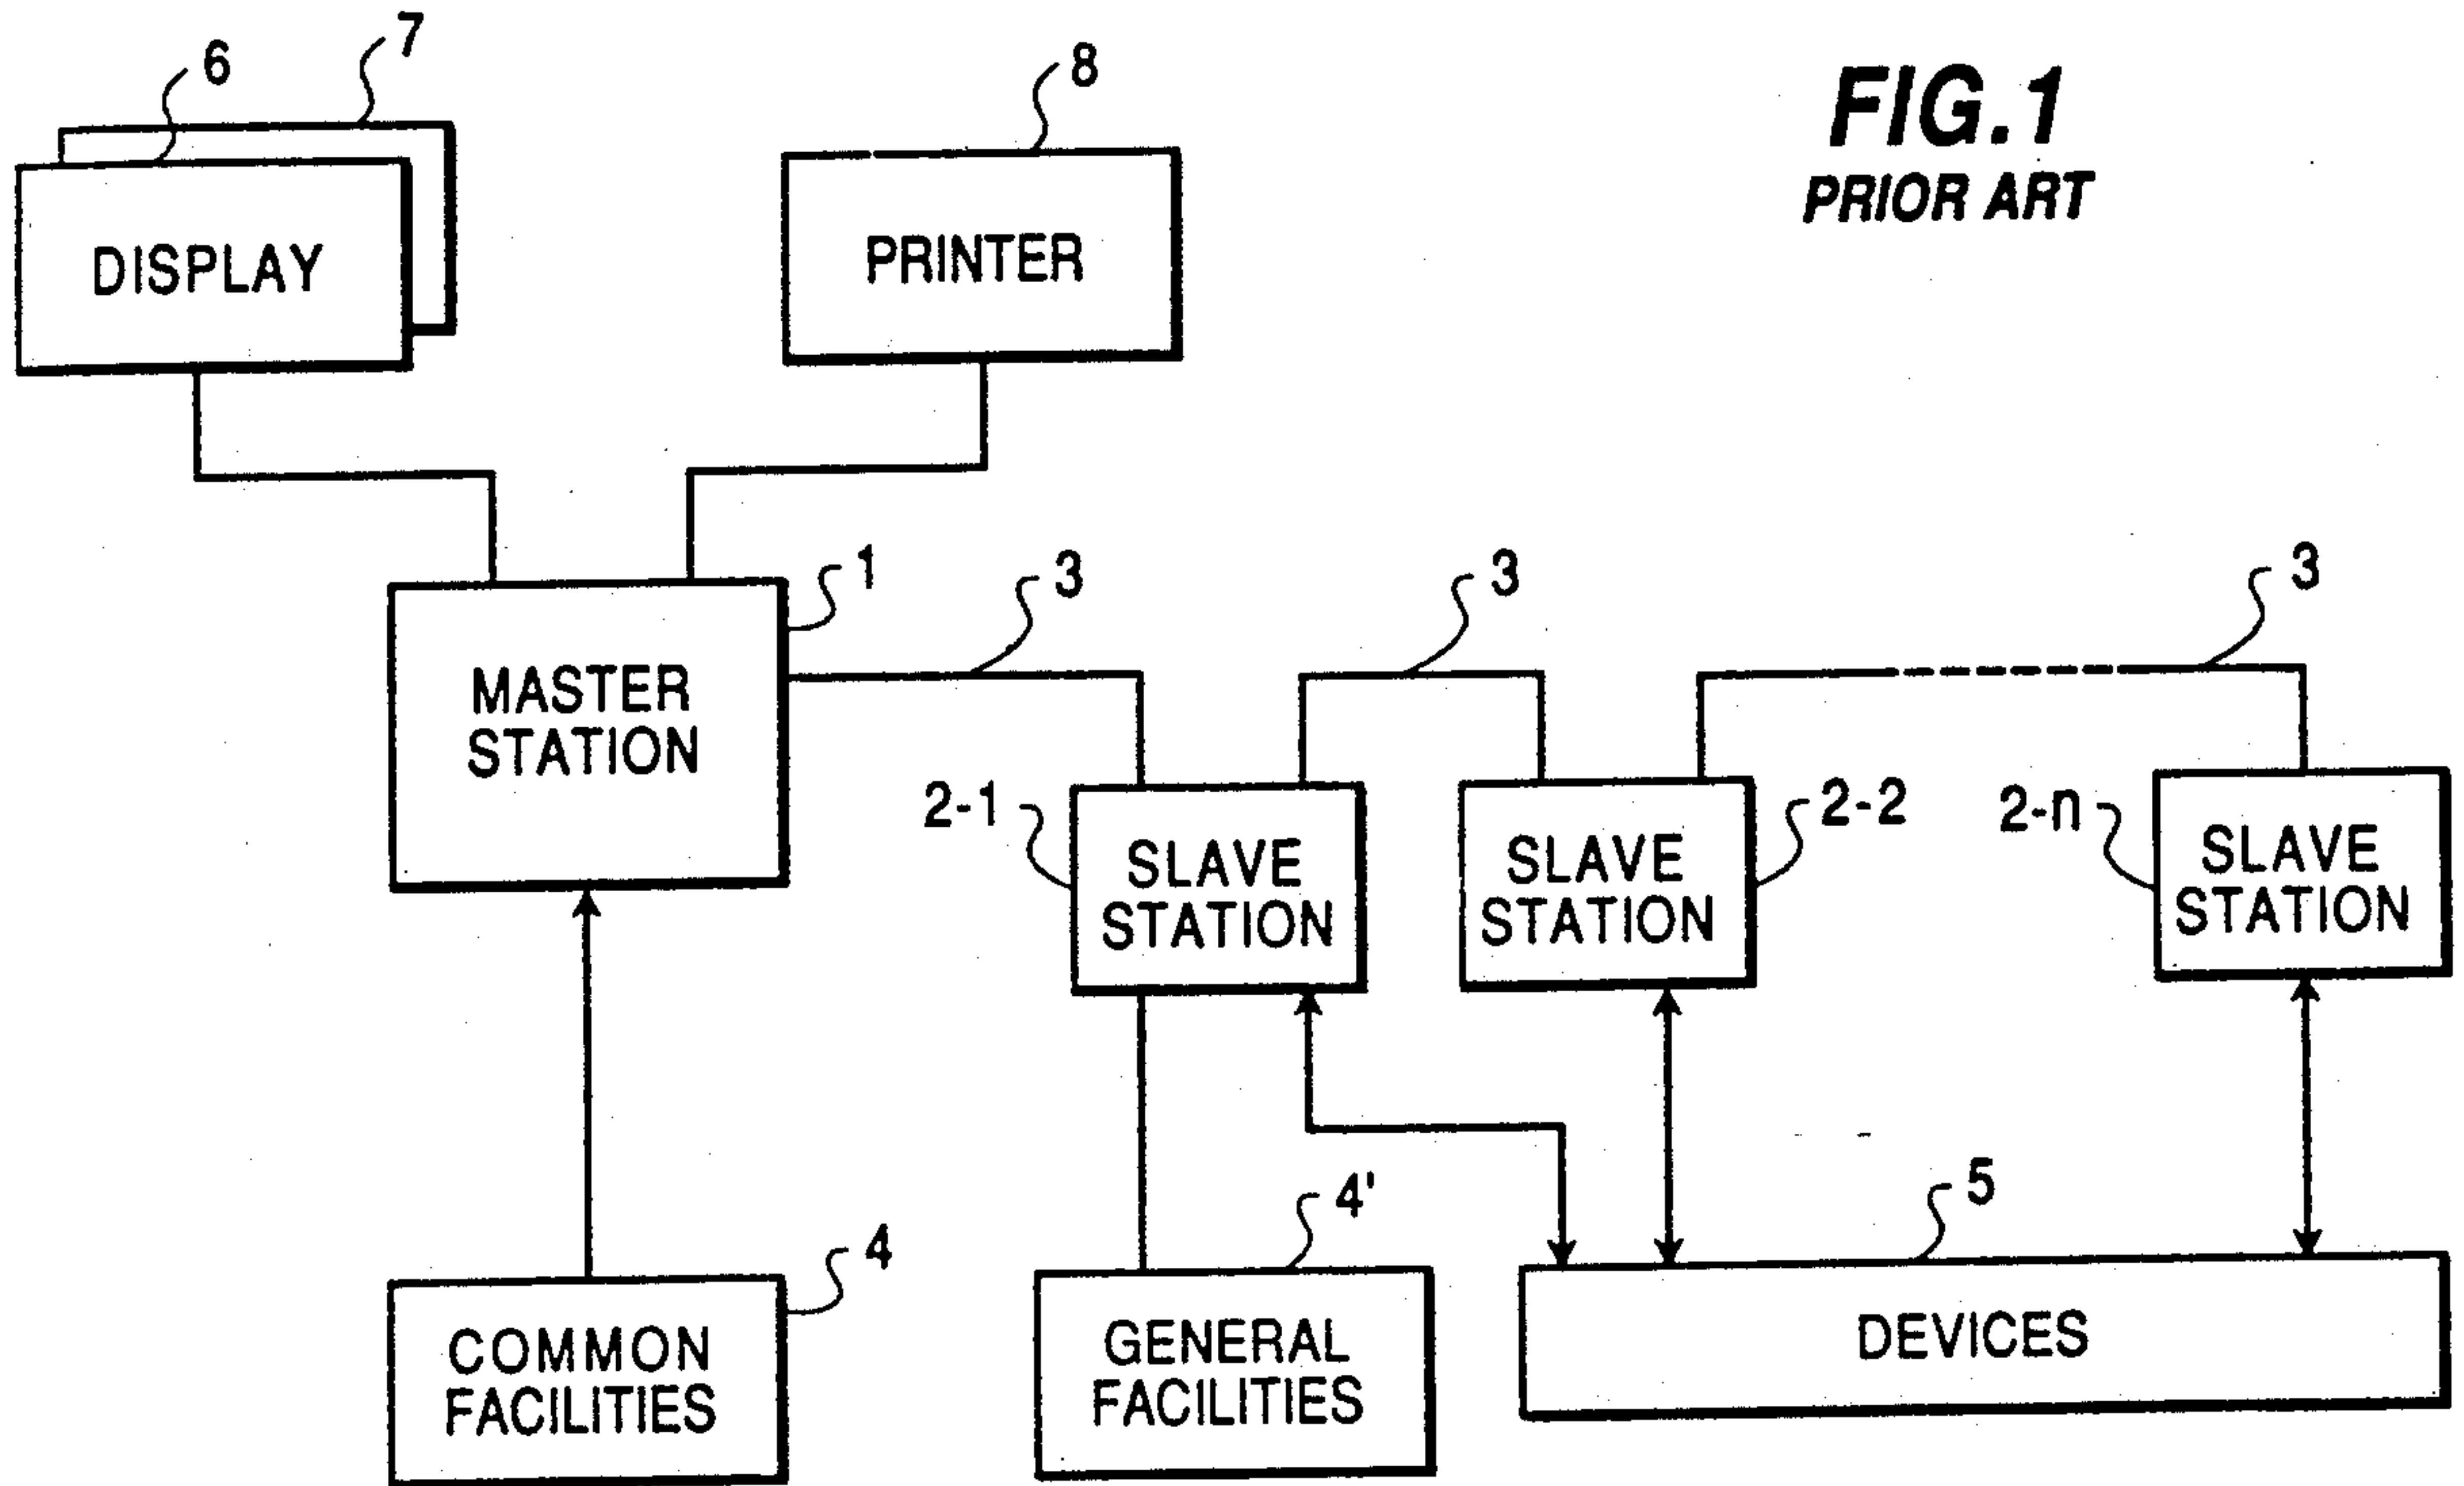 7
6
8
FIG.1
PRIOR ART
DISPLAY
PRINTER
1
3
3
3
MASTER
STATION
2-1
2-2
2-n
SLAVE
STATION
SLAVE
STATION
SLAVE
STATION
4
4'
5
COMMON
FACILITIES
GENERAL
FACILITIES
DEVICES